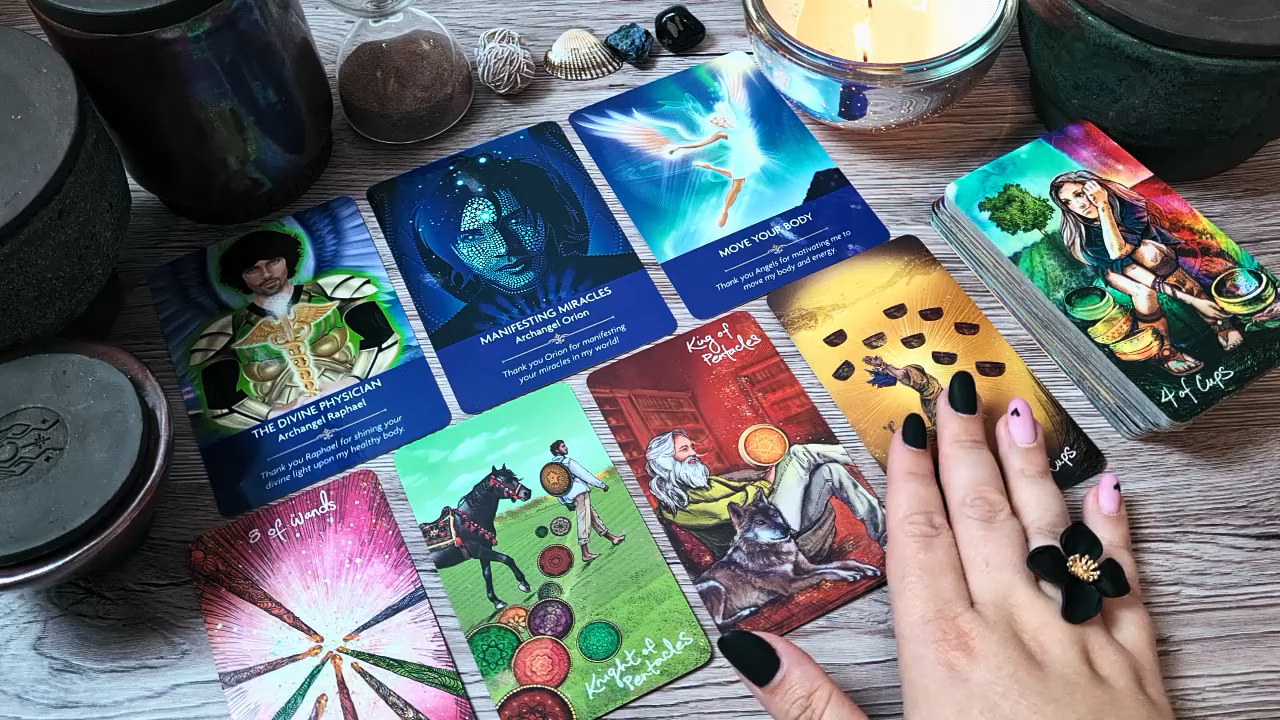 THE DIVINE PHYSICIAN
Archangel Raphael
Thank you Raphael for shining your
divine light upon my healthy body.
MANIFESTING MIRACLES
Archangel Orion
Thank you Orion for manifesting
your miracles in my world!
MOVE YOUR BODY
Thank you Angels for motivating me to
move my body and energy.
8 of Wands
Knight of
Pentacles
King of
Pentacles
Cups
4 of Cups